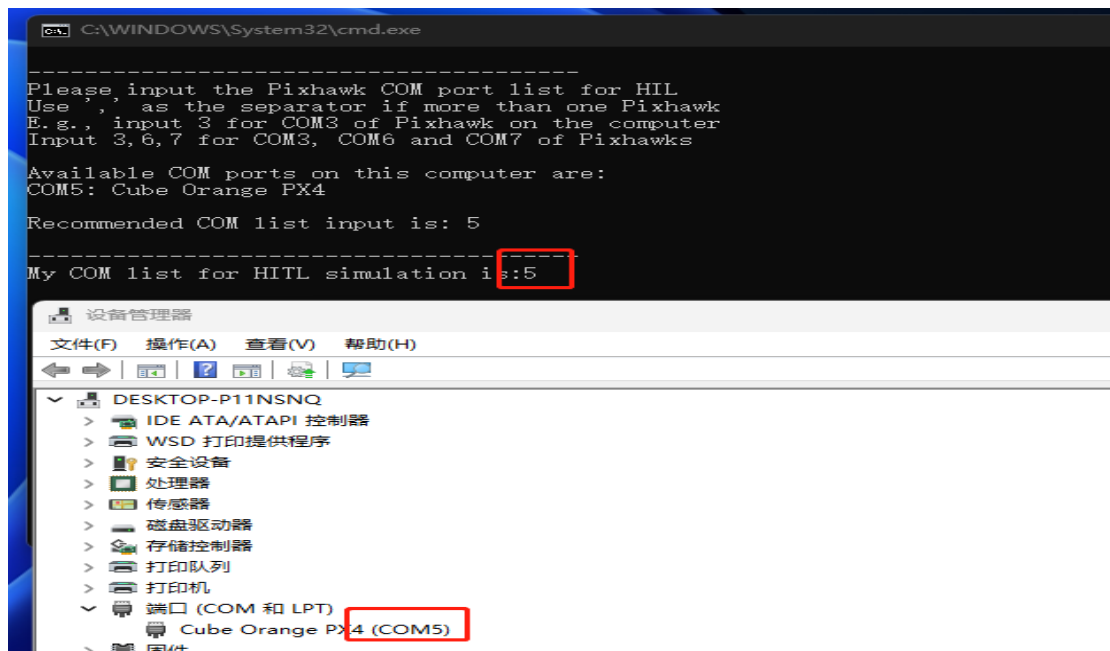 C:\WINDOWS\System32\cmd.exe
----------------------------------------
Please input the Pixhawk COM port list for HIL
Use ',' as the separator if more than one Pixhawk
E.g., input 3 for COM3 of Pixhawk on the computer
Input 3,6,7 for COM3, COM6 and COM7 of Pixhawks
Available COM ports on this computer are:
COM5: Cube Orange PX4
Recommended COM list input is: 5
----------------------------------------
My COM list for HITL simulation is:5
设备管理器
文件(F) 操作(A) 查看(V) 帮助(H)
DESKTOP-P11NSNQ
IDE ATA/ATAPI 控制器
WSD 打印提供程序
安全设备
处理器
传感器
磁盘驱动器
存储控制器
打印队列
打印机
端口 (COM 和 LPT)
Cube Orange PX4 (COM5)
固件